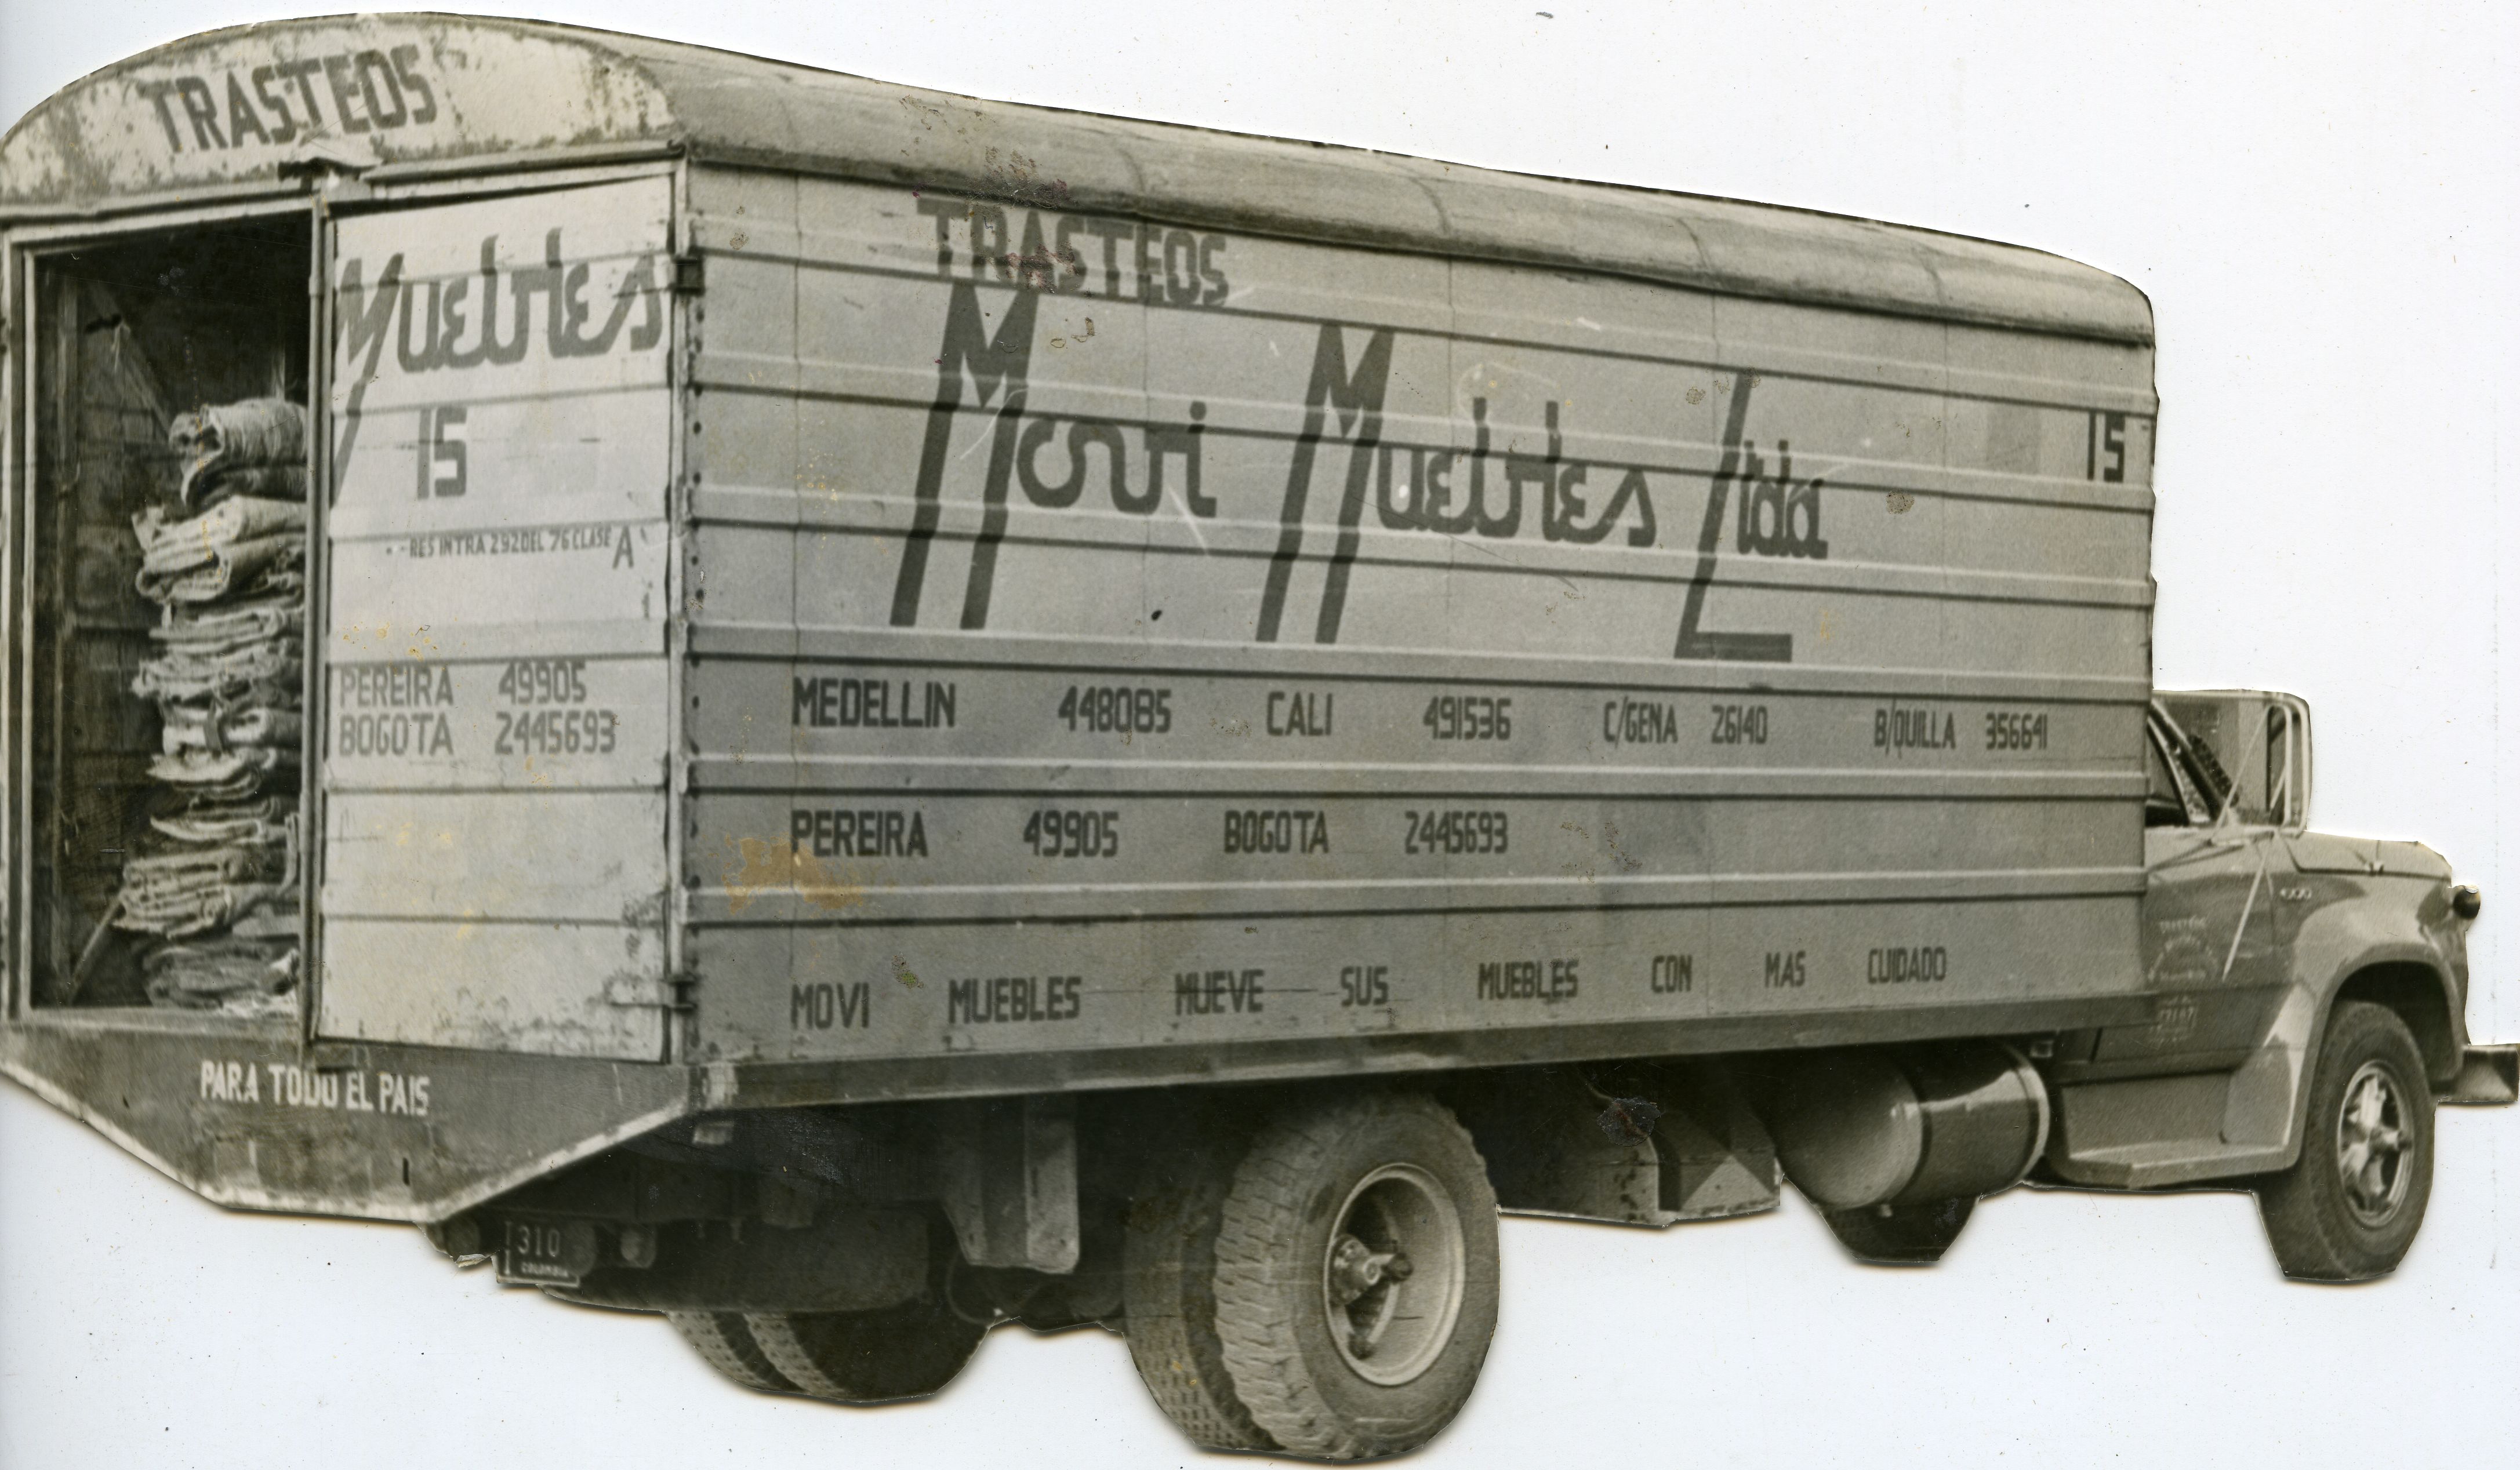 TRASTEOS
Muebles
15
RES INTRA 292 DEL 76 CLASE A
PEREIRA 49905
BOGOTA 2445693
PARA TODO EL PAIS
310
COLOMBIA
TRASTEOS
Movi Muebles Ltda
15
MEDELLIN 448085 CALI 491536 C/GENA 26140 B/QUILLA 356641
PEREIRA 49905 BOGOTA 2445693
MOVI MUEBLES MUEVE SUS MUEBLES CON MAS CUIDADO
TRASTEOS